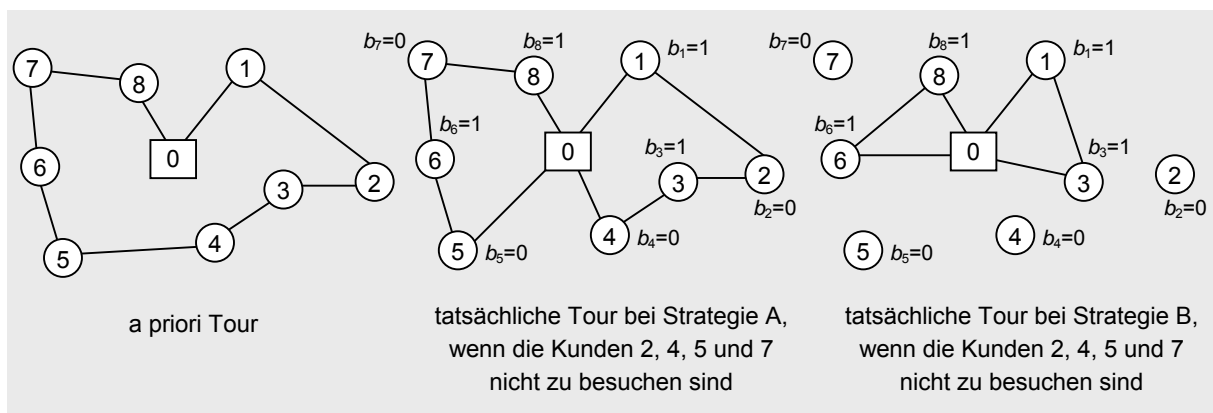 7
8
1
0
6
3
2
4
5
a priori Tour
b₇=0
b₈=1
b₁=1
7
8
1
b₆=1
6
0
b₃=1
3
2
b₂=0
4
b₄=0
5
b₅=0
tatsächliche Tour bei Strategie A,
wenn die Kunden 2, 4, 5 und 7
nicht zu besuchen sind
b₇=0
b₈=1
b₁=1
7
8
1
b₆=1
6
0
b₃=1
3
2
b₂=0
4
b₄=0
5
b₅=0
tatsächliche Tour bei Strategie B,
wenn die Kunden 2, 4, 5 und 7
nicht zu besuchen sind